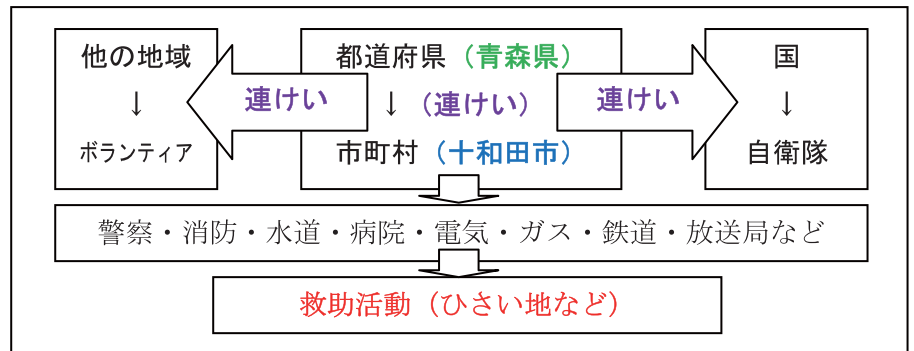 他の地域
↓
ボランティア
連けい
都道府県（青森県）
↓（連けい）
市町村（十和田市）
連けい
国
↓
自衛隊
警察・消防・水道・病院・電気・ガス・鉄道・放送局など
救助活動（ひさい地など）